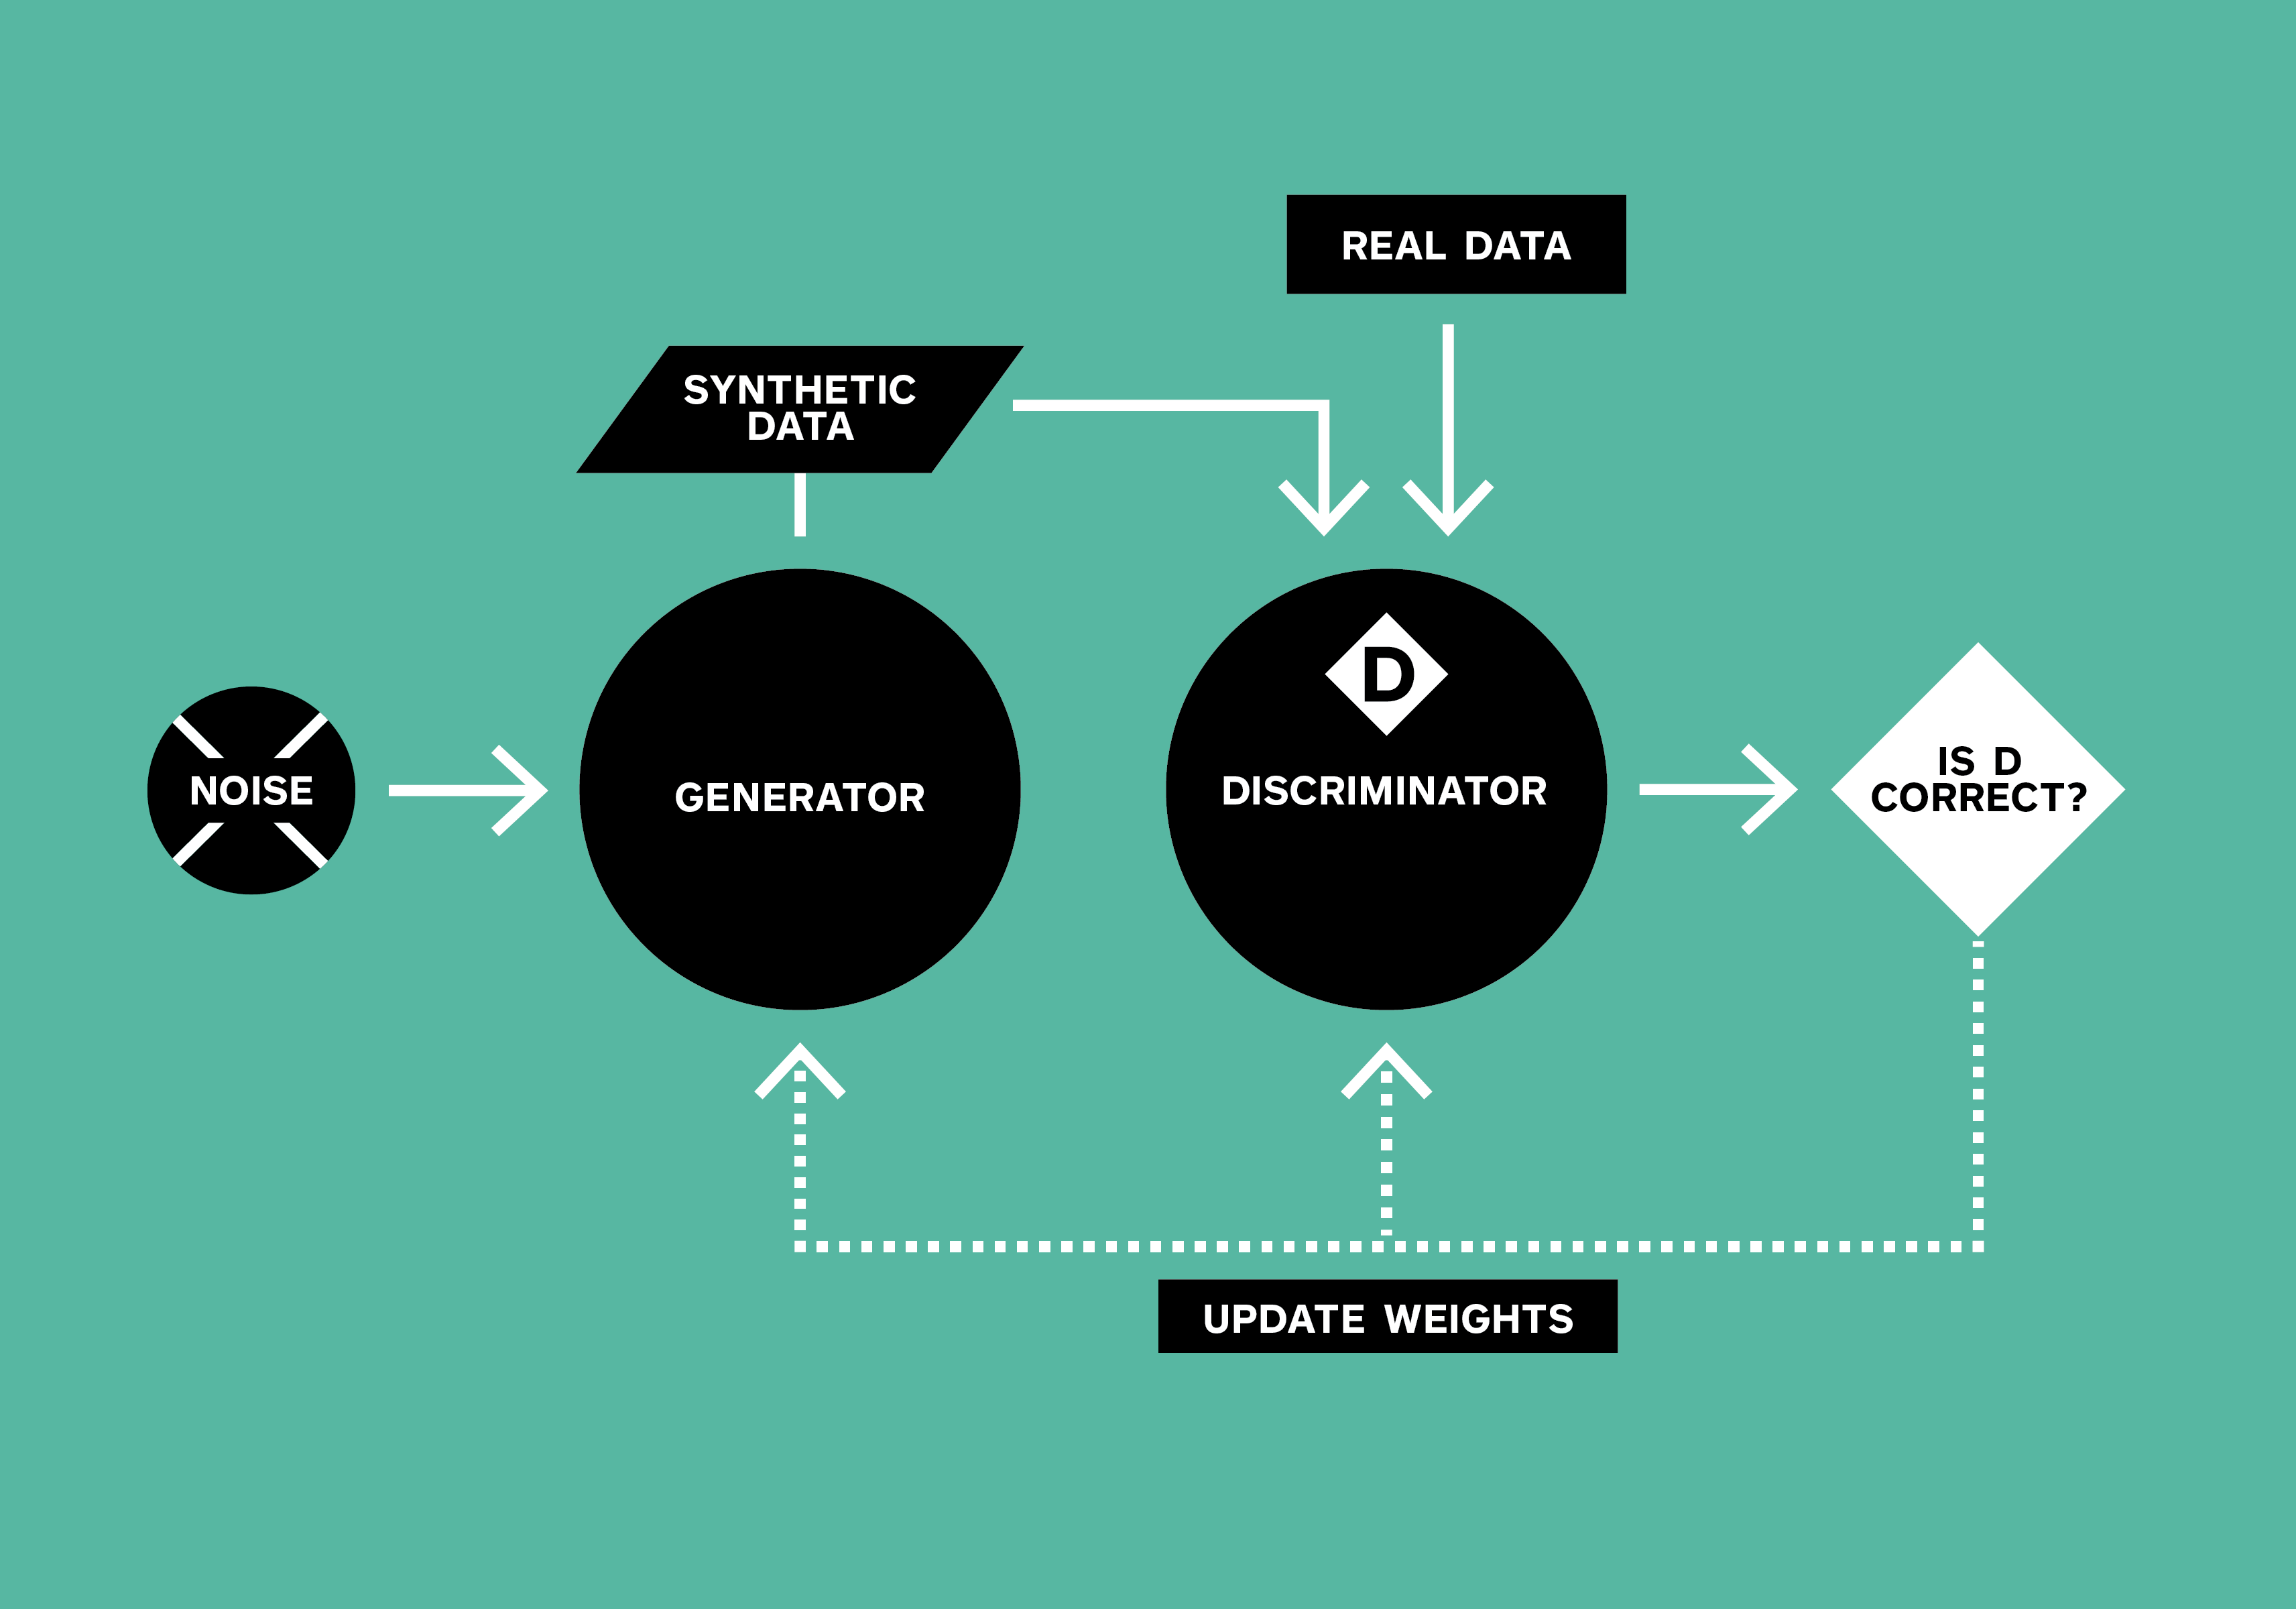 REAL DATA
SYNTHETIC
DATA
NOISE
GENERATOR
D
DISCRIMINATOR
IS D
CORRECT?
UPDATE WEIGHTS